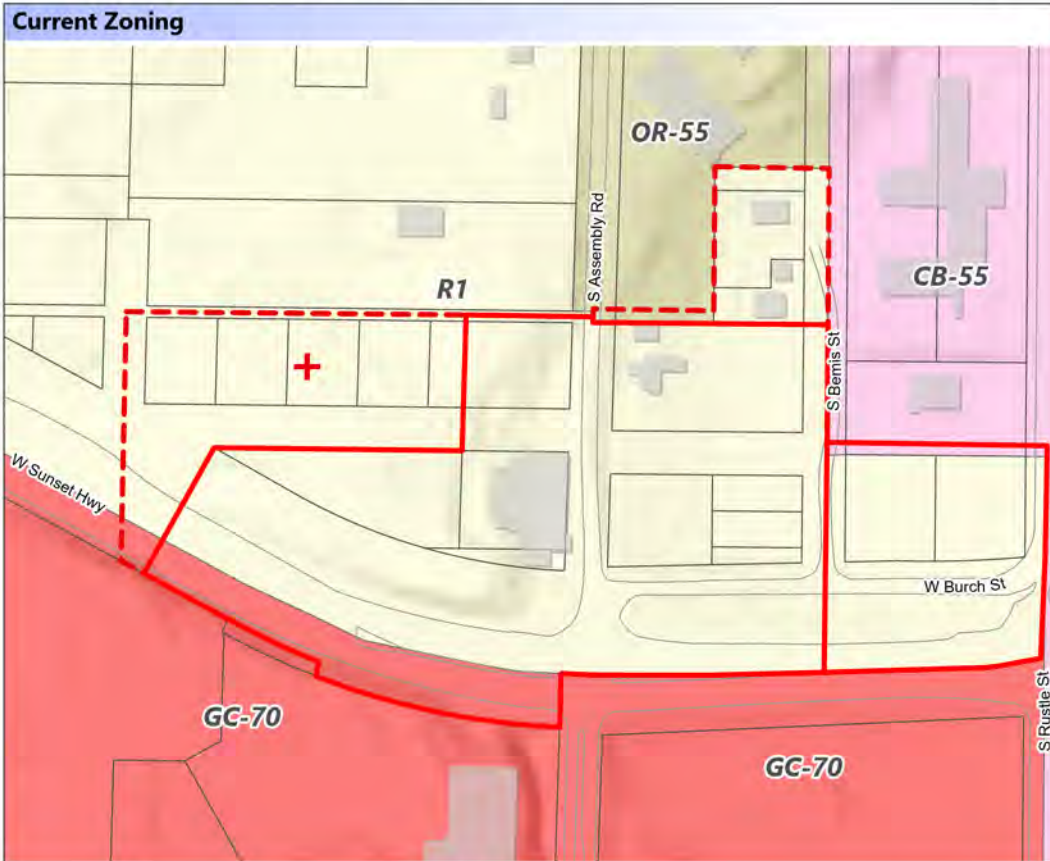 Current Zoning
OR-55
S Assembly Rd
R1
CB-55
S Bemis St
W Sunset Hwy
W Burch St
S Rustle St
GC-70
GC-70